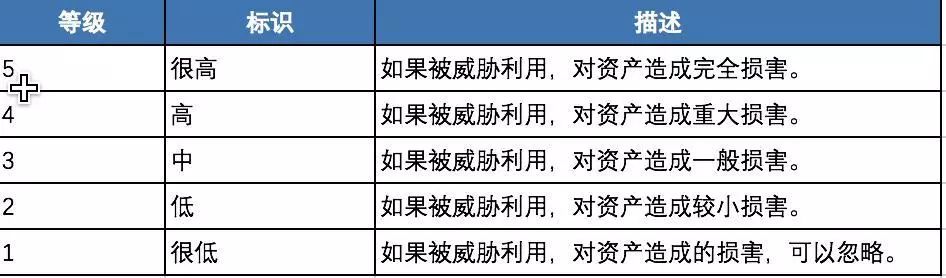 等级 标识 描述
5 很高 如果被威胁利用，对资产造成完全损害。
4 高 如果被威胁利用，对资产造成重大损害。
3 中 如果被威胁利用，对资产造成一般损害。
2 低 如果被威胁利用，对资产造成较小损害。
1 很低 如果被威胁利用，对资产造成的损害，可以忽略。